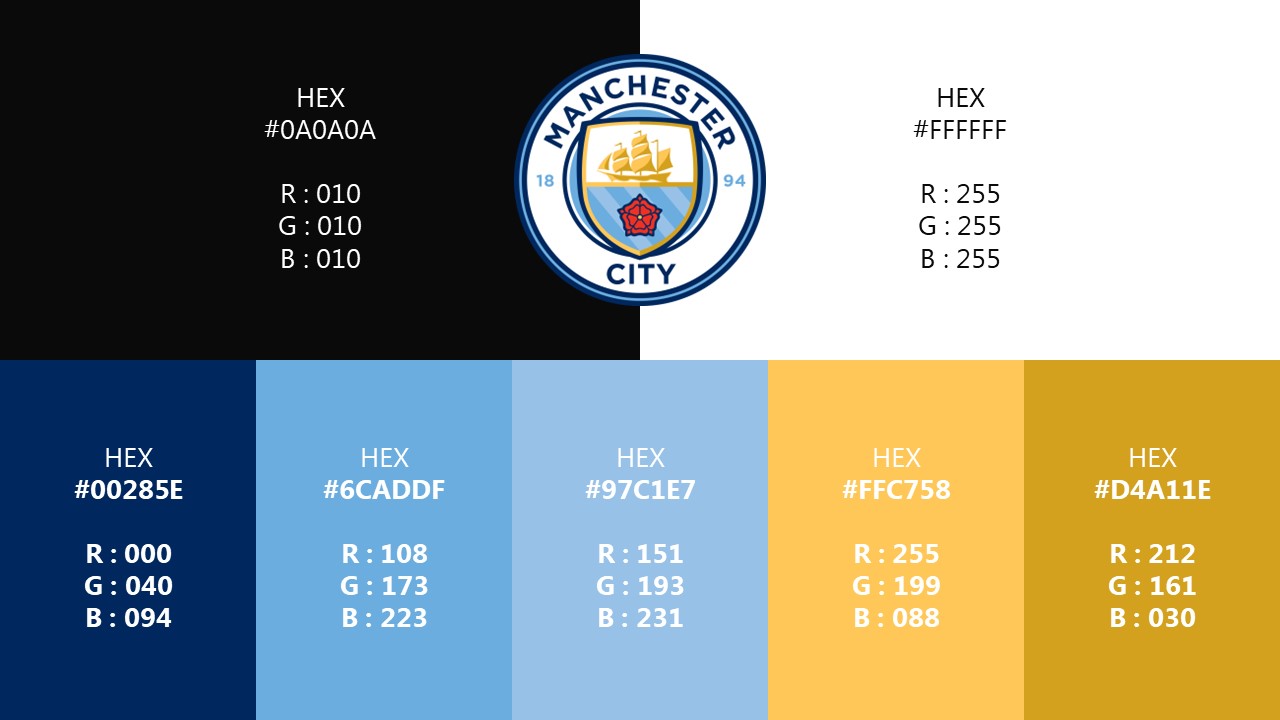 HEX
#0A0A0A
R : 010
G : 010
B : 010
MANCHESTER
18 94
CITY
HEX
#FFFFFF
R : 255
G : 255
B : 255
HEX
#00285E
R : 000
G : 040
B : 094
HEX
#6CADDF
R : 108
G : 173
B : 223
HEX
#97C1E7
R : 151
G : 193
B : 231
HEX
#FFC758
R : 255
G : 199
B : 088
HEX
#D4A11E
R : 212
G : 161
B : 030